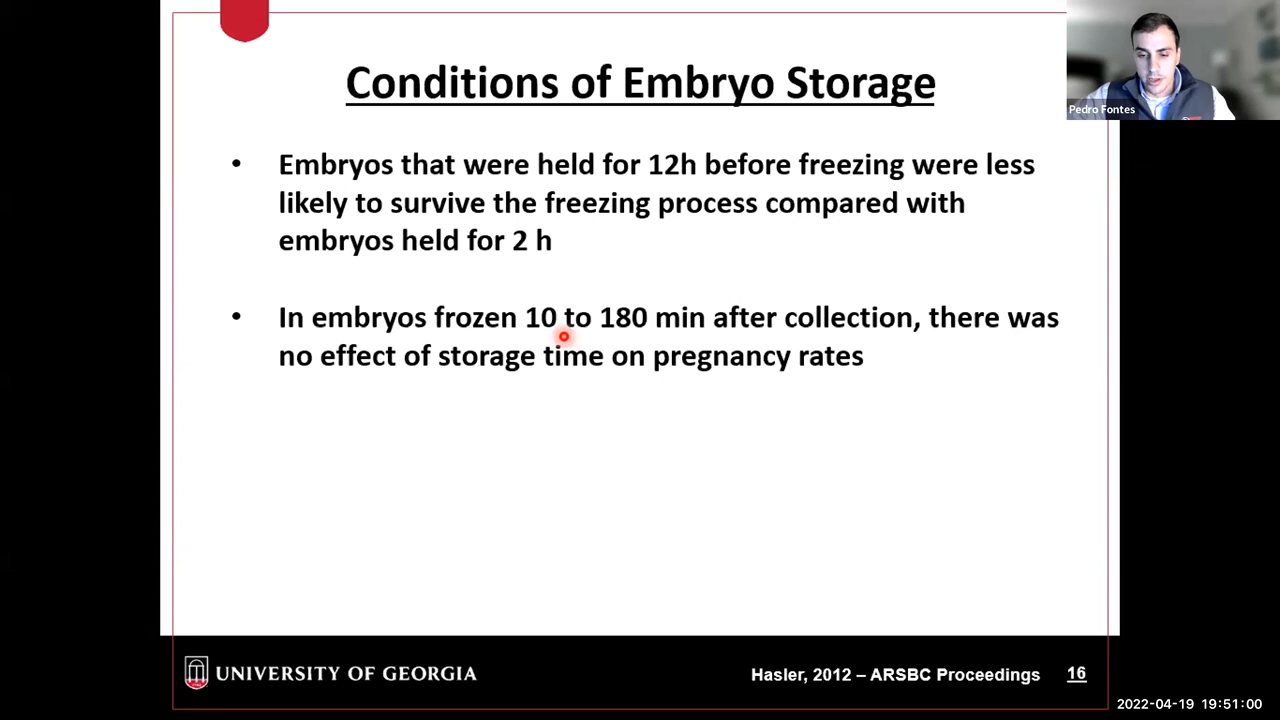 Conditions of Embryo Storage
Pedro Fontes
• Embryos that were held for 12h before freezing were less
likely to survive the freezing process compared with
embryos held for 2 h
• In embryos frozen 10 to 180 min after collection, there was
no effect of storage time on pregnancy rates
UNIVERSITY OF GEORGIA
Hasler, 2012 – ARSBC Proceedings
16
2022-04-19 19:51:00